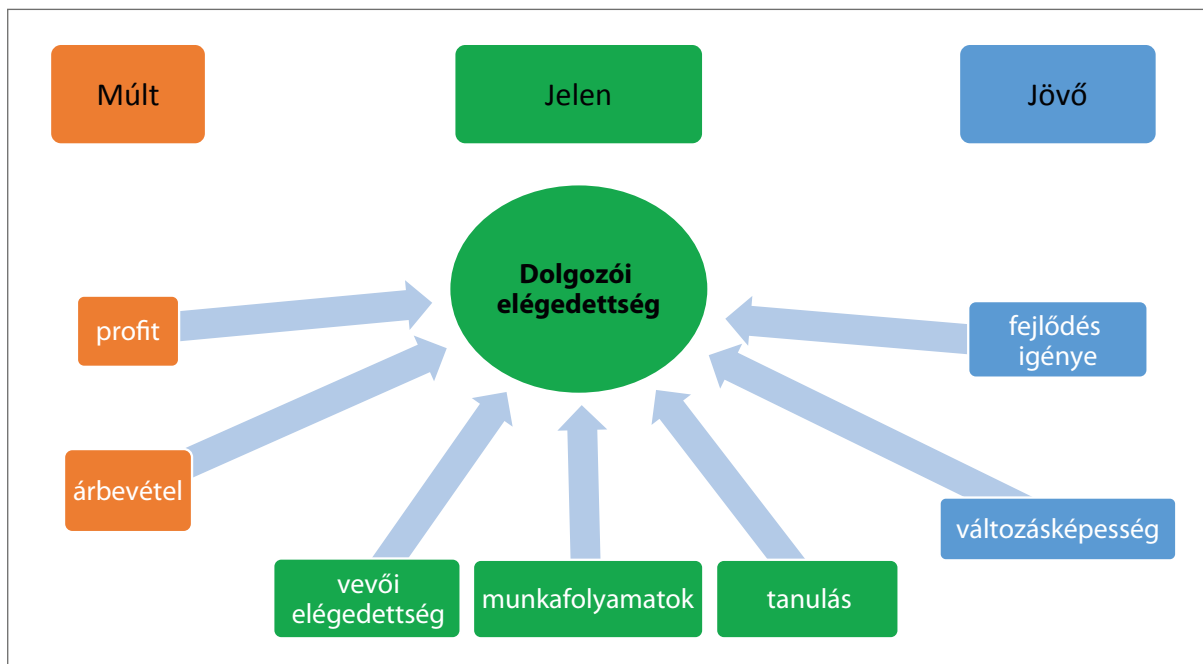 Múlt
Jelen
Jövő
Dolgozói
elégedettség
profit
fejlődés
igénye
árbevétel
változásképesség
vevői
elégedettség
munkafolyamatok
tanulás